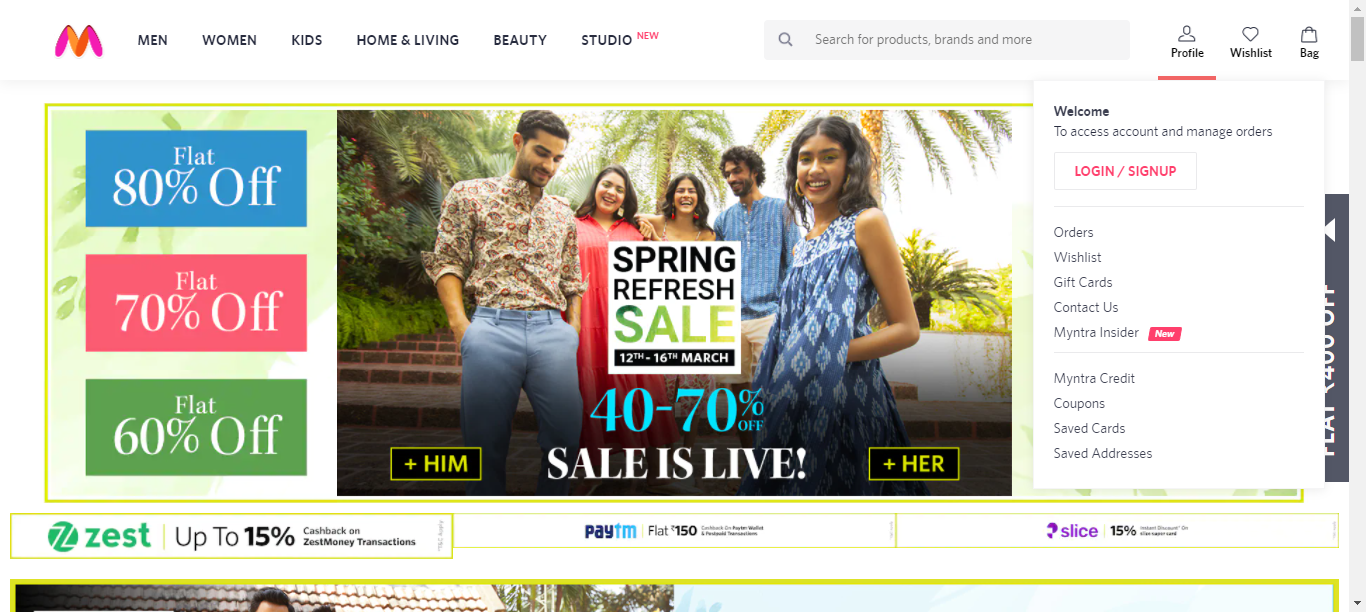 MEN
WOMEN
KIDS
HOME & LIVING
BEAUTY
STUDIO NEW
Search for products, brands and more
Profile
Wishlist
Bag
Welcome
To access account and manage orders
LOGIN / SIGNUP
Orders
Wishlist
Gift Cards
Contact Us
Myntra Insider New
Myntra Credit
Coupons
Saved Cards
Saved Addresses
Flat
80% Off
Flat
70% Off
Flat
60% Off
SPRING
REFRESH
SALE
12TH - 16TH MARCH
40-70% OFF
+ HIM
SALE IS LIVE!
+ HER
FLAT ₹400 OFF
zest | Up To 15% Cashback on
ZestMoney Transactions
paytm | Flat ₹150 Cashback On Paytm Wallet
& Postpaid Transactions
slice | 15% Instant Discount* On
slice super card